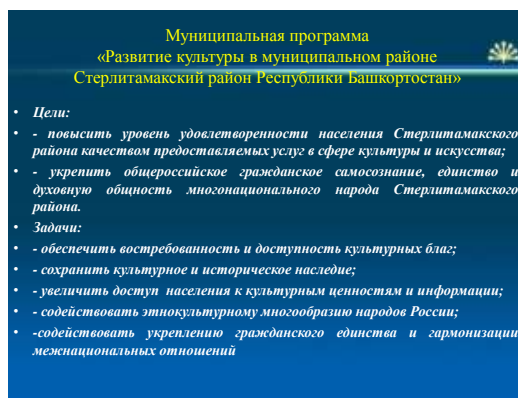 Муниципальная программа
«Развитие культуры в муниципальном районе
Стерлитамакский район Республики Башкортостан»
• Цели:
• - повысить уровень удовлетворенности населения Стерлитамакского
района качеством предоставляемых услуг в сфере культуры и искусства;
• - укрепить общероссийское гражданское самосознание, единство и
духовную общность многонационального народа Стерлитамакского
района.
• Задачи:
• - обеспечить востребованность и доступность культурных благ;
• - сохранить культурное и историческое наследие;
• - увеличить доступ населения к культурным ценностям и информации;
• - содействовать этнокультурному многообразию народов России;
• -содействовать укреплению гражданского единства и гармонизации
межнациональных отношений